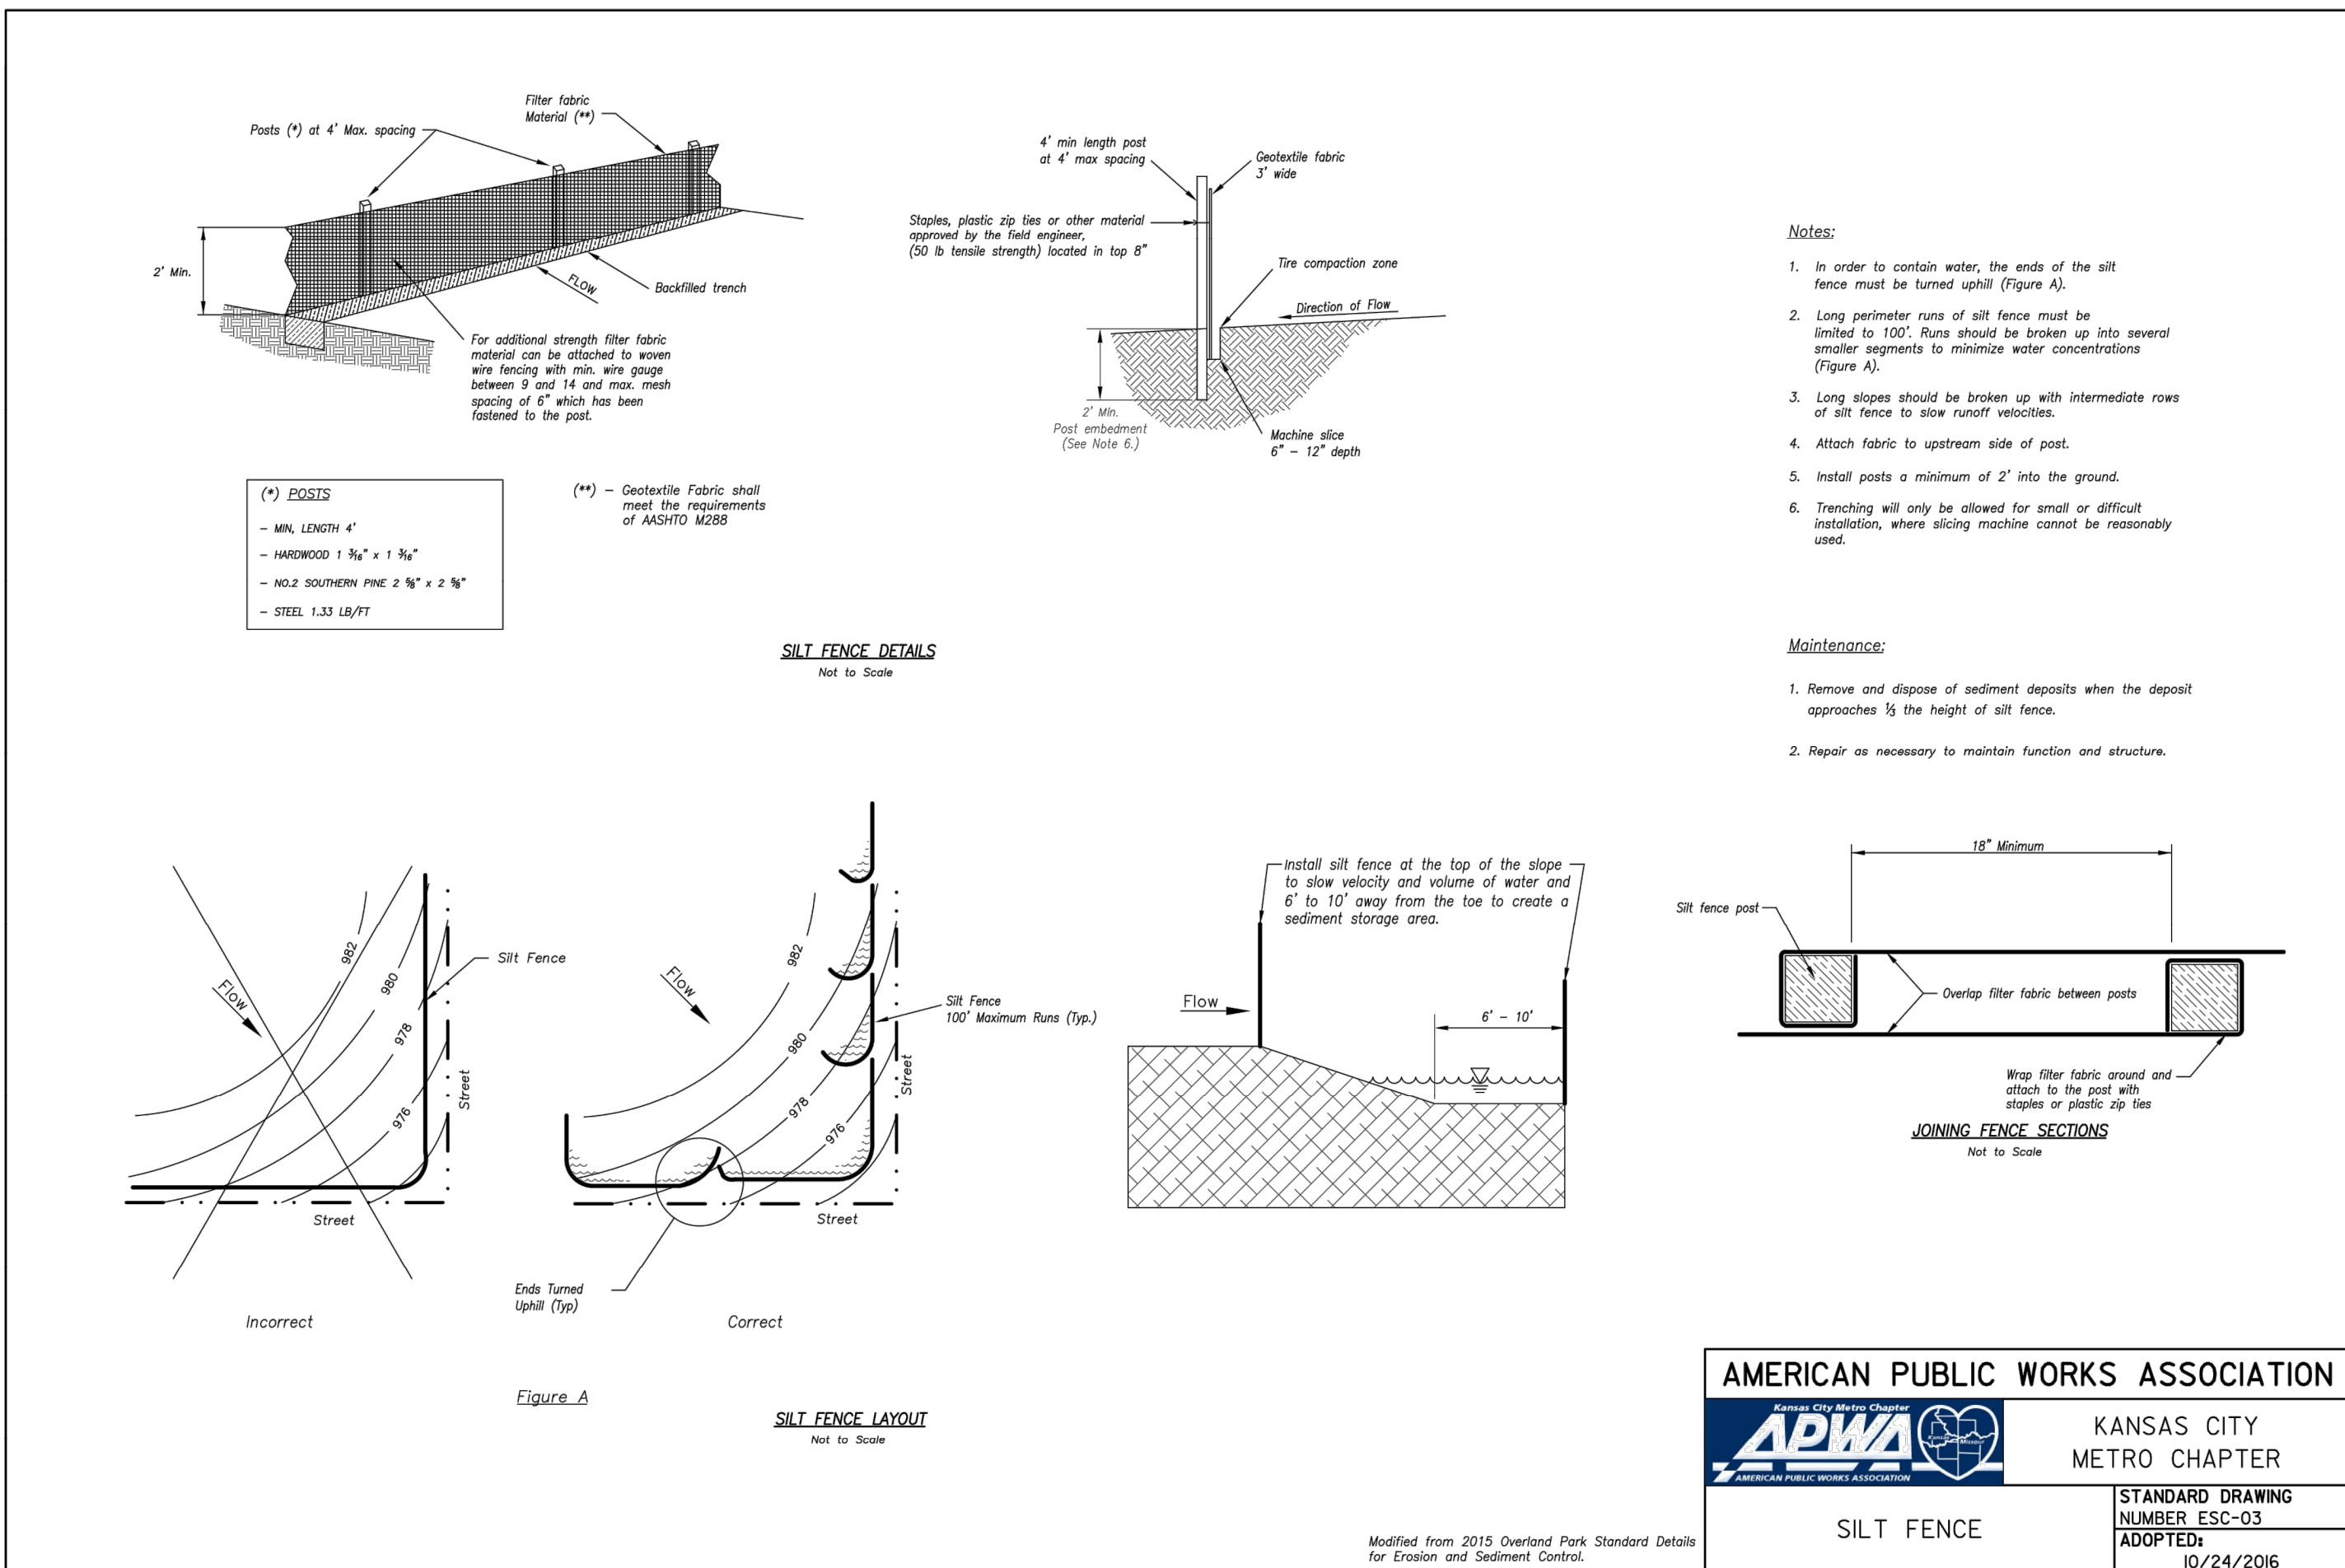 Filter fabric
Material (**)
Posts (*) at 4' Max. spacing
2' Min.
FLOW
Backfilled trench
For additional strength filter fabric
material can be attached to woven
wire fencing with min. wire gauge
between 9 and 14 and max. mesh
spacing of 6" which has been
fastened to the post.
(*) POSTS
– MIN, LENGTH 4'
– HARDWOOD 1 3/16" x 1 3/16"
– NO.2 SOUTHERN PINE 2 5/8" x 2 5/8"
– STEEL 1.33 LB/FT
(**) – Geotextile Fabric shall
meet the requirements
of AASHTO M288
4' min length post
at 4' max spacing
Geotextile fabric
3' wide
Staples, plastic zip ties or other material
approved by the field engineer,
(50 lb tensile strength) located in top 8"
Tire compaction zone
Direction of Flow
2' Min.
Post embedment
(See Note 6.)
Machine slice
6" – 12" depth
SILT FENCE DETAILS
Not to Scale
Notes:
1. In order to contain water, the ends of the silt
fence must be turned uphill (Figure A).
2. Long perimeter runs of silt fence must be
limited to 100'. Runs should be broken up into several
smaller segments to minimize water concentrations
(Figure A).
3. Long slopes should be broken up with intermediate rows
of silt fence to slow runoff velocities.
4. Attach fabric to upstream side of post.
5. Install posts a minimum of 2' into the ground.
6. Trenching will only be allowed for small or difficult
installation, where slicing machine cannot be reasonably
used.
Maintenance:
1. Remove and dispose of sediment deposits when the deposit
approaches 1/3 the height of silt fence.
2. Repair as necessary to maintain function and structure.
982
980
978
976
Flow
Silt Fence
Street
Street
Incorrect
982
980
978
976
Flow
Silt Fence
100' Maximum Runs (Typ.)
Street
Street
Ends Turned
Uphill (Typ)
Correct
Figure A
SILT FENCE LAYOUT
Not to Scale
Install silt fence at the top of the slope
to slow velocity and volume of water and
6' to 10' away from the toe to create a
sediment storage area.
Flow
6' – 10'
18" Minimum
Silt fence post
Overlap filter fabric between posts
Wrap filter fabric around and
attach to the post with
staples or plastic zip ties
JOINING FENCE SECTIONS
Not to Scale
Modified from 2015 Overland Park Standard Details
for Erosion and Sediment Control.
AMERICAN PUBLIC WORKS ASSOCIATION
Kansas City Metro Chapter
APWA
Kansas
Missouri
AMERICAN PUBLIC WORKS ASSOCIATION
KANSAS CITY
METRO CHAPTER
SILT FENCE
STANDARD DRAWING
NUMBER ESC-03
ADOPTED:
10/24/2016